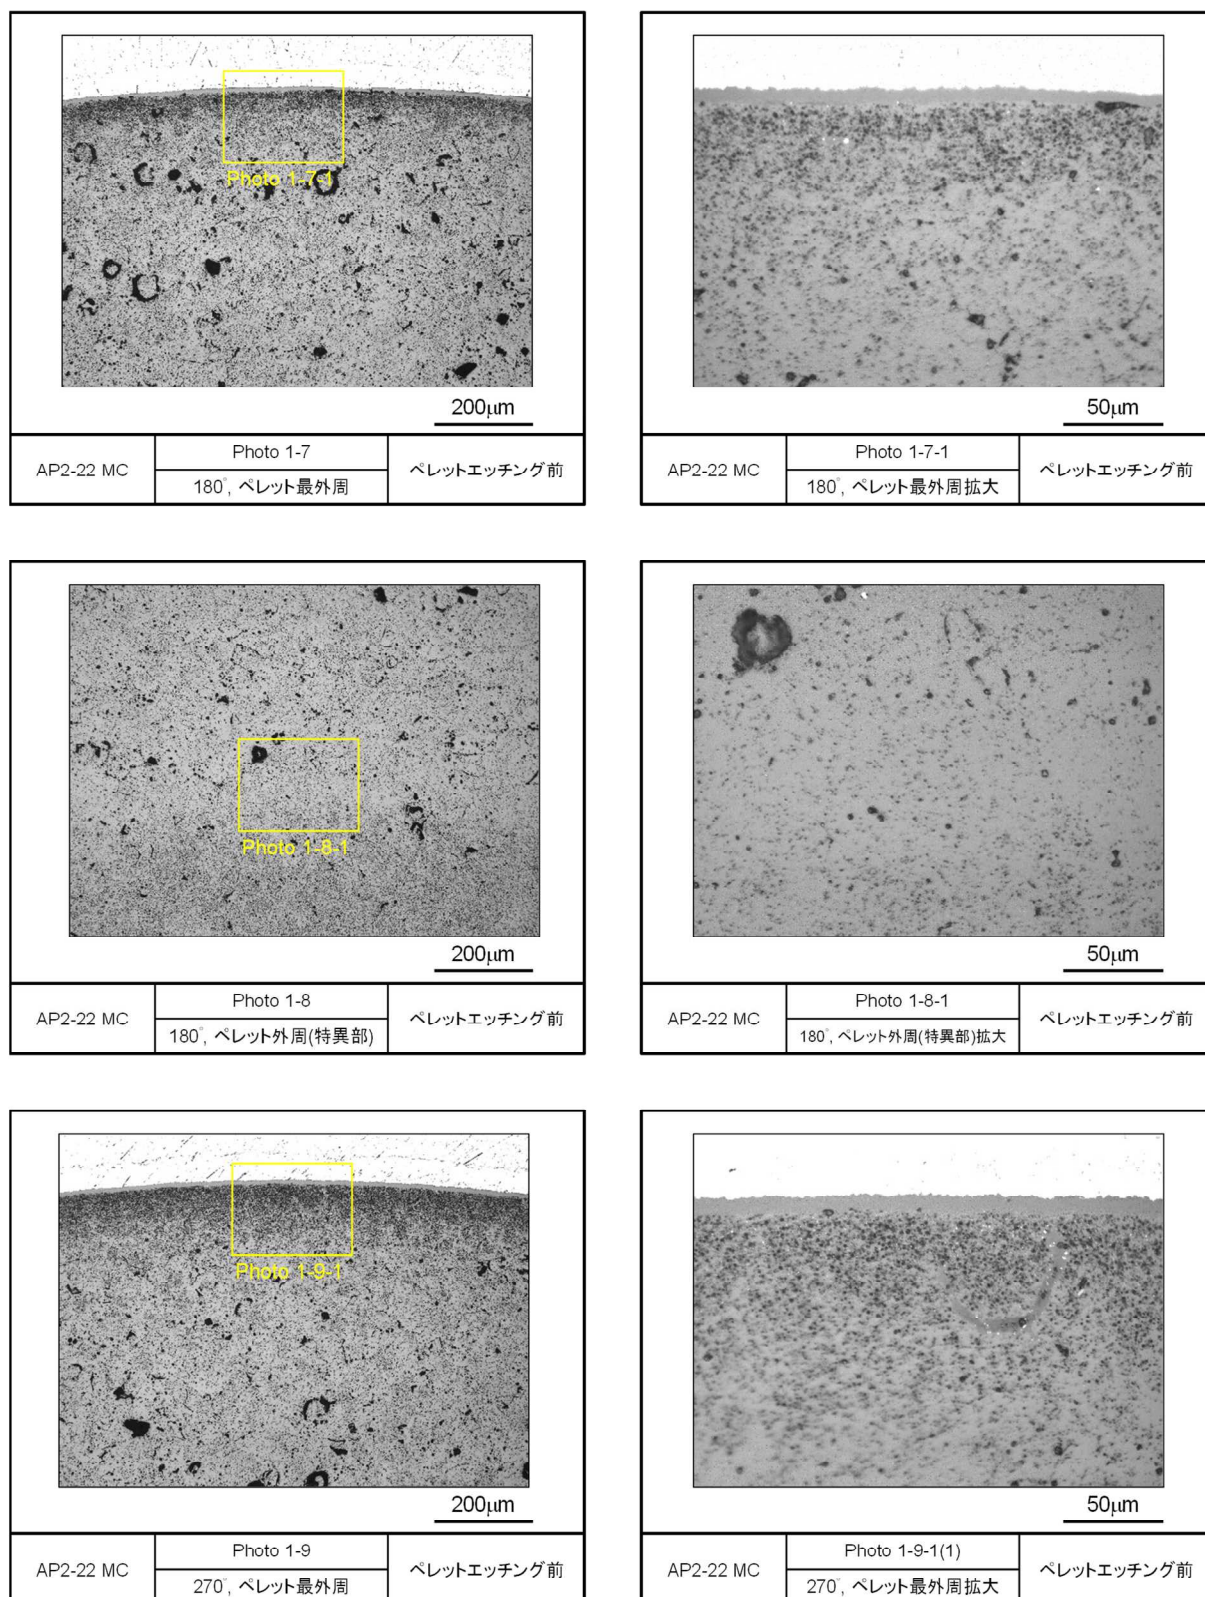 Photo 1-7-1
200μm
AP2-22 MC
Photo 1-7
180°, ペレット最外周
ペレットエッチング前
50μm
AP2-22 MC
Photo 1-7-1
180°, ペレット最外周拡大
ペレットエッチング前
Photo 1-8-1
200μm
AP2-22 MC
Photo 1-8
180°, ペレット外周(特異部)
ペレットエッチング前
50μm
AP2-22 MC
Photo 1-8-1
180°, ペレット外周(特異部)拡大
ペレットエッチング前
Photo 1-9-1
200μm
AP2-22 MC
Photo 1-9
270°, ペレット最外周
ペレットエッチング前
50μm
AP2-22 MC
Photo 1-9-1(1)
270°, ペレット最外周拡大
ペレットエッチング前